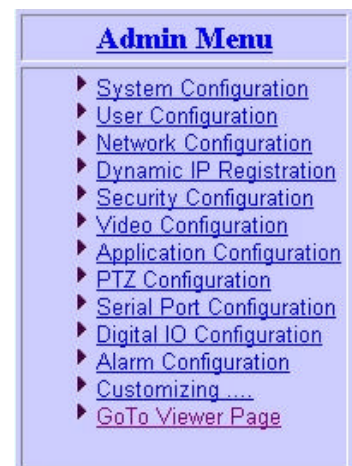 Admin Menu
System Configuration
User Configuration
Network Configuration
Dynamic IP Registration
Security Configuration
Video Configuration
Application Configuration
PTZ Configuration
Serial Port Configuration
Digital IO Configuration
Alarm Configuration
Customizing ....
GoTo Viewer Page